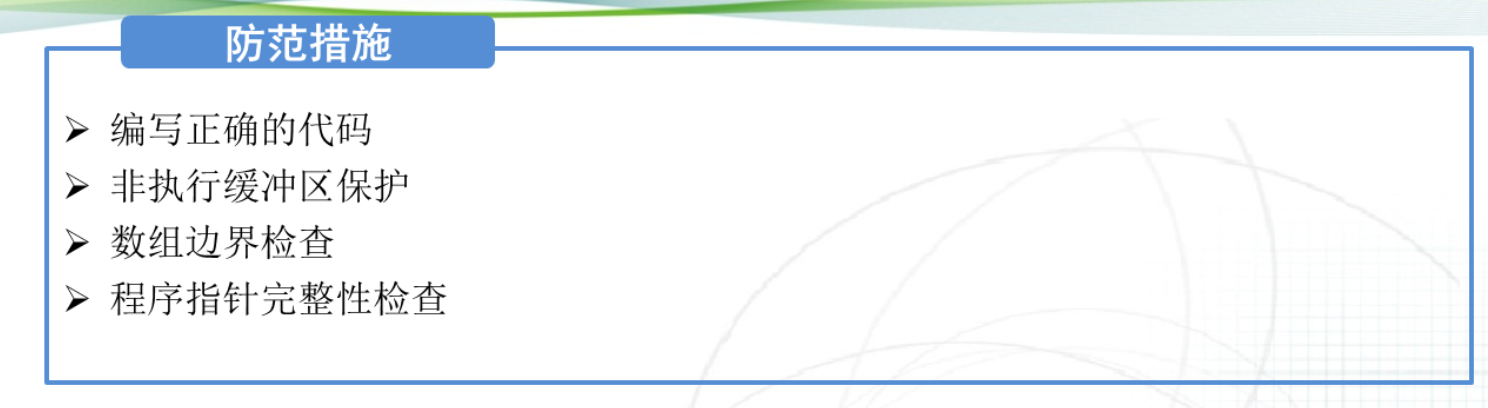 防范措施
编写正确的代码
非执行缓冲区保护
数组边界检查
程序指针完整性检查